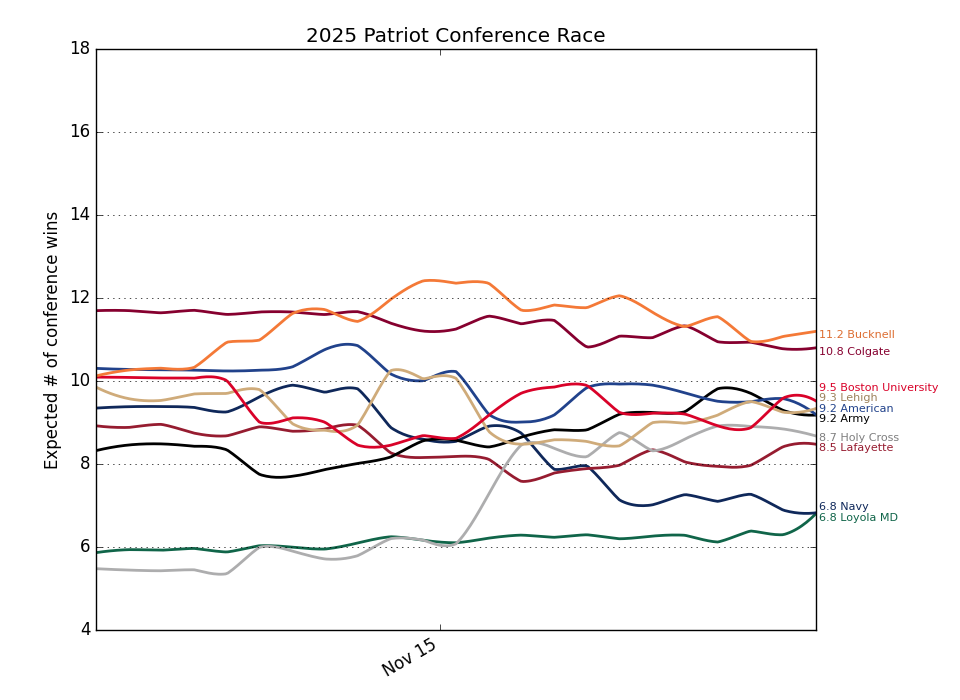 2025 Patriot Conference Race
Expected # of conference wins
18
16
14
12
10
8
6
4
Nov 15
11.2 Bucknell
10.8 Colgate
9.5 Boston University
9.3 Lehigh
9.2 American
9.2 Army
8.7 Holy Cross
8.5 Lafayette
6.8 Navy
6.8 Loyola MD